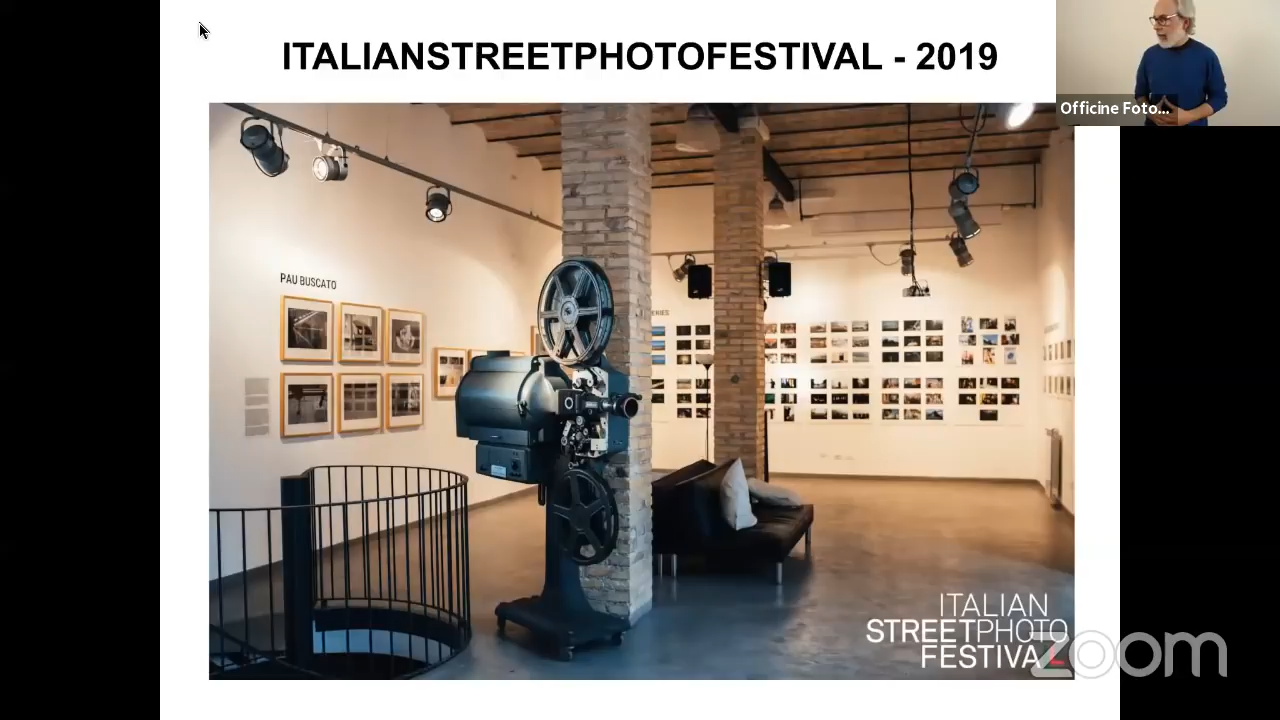 ITALIANSTREETPHOTOFESTIVAL - 2019
Officine Foto...
PAU BUSCATO
ITALIAN
STREETPHOTO
FESTIVAL
zoom